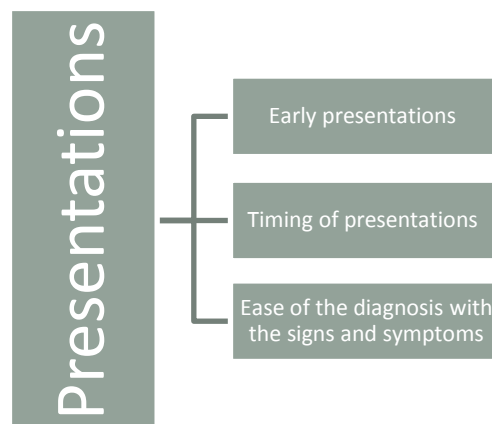 Presentations
Early presentations
Timing of presentations
Ease of the diagnosis with
the signs and symptoms